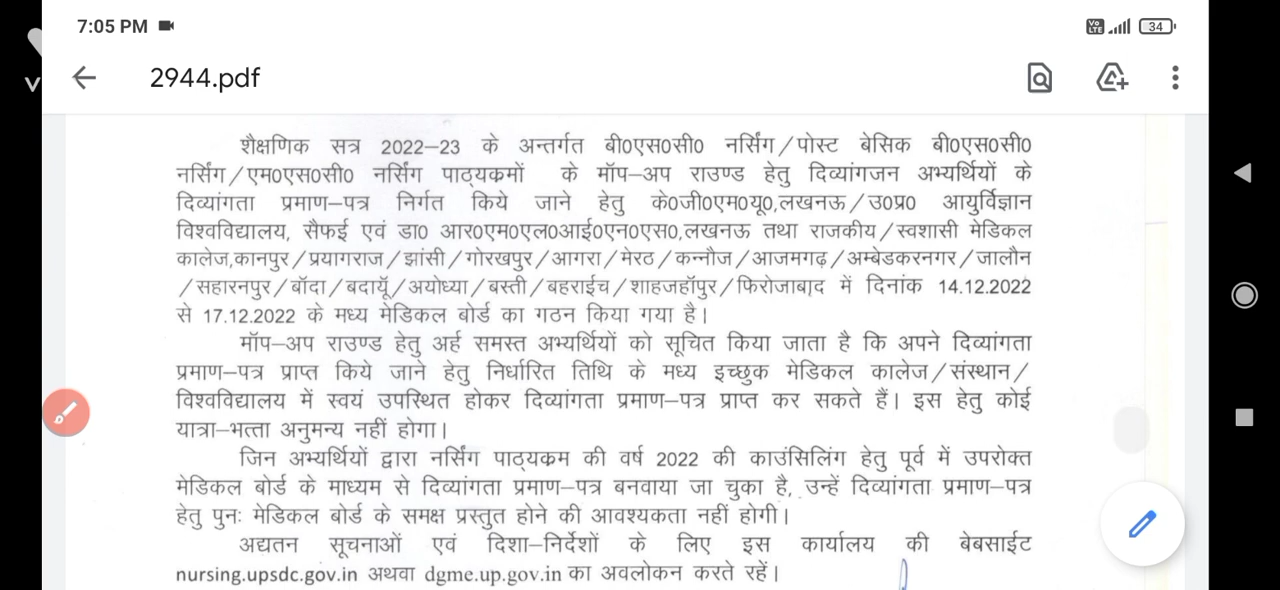 7:05 PM
Vo LTE 34
2944.pdf
शैक्षणिक सत्र 2022–23 के अन्तर्गत बी0एस0सी0 नर्सिंग/पोस्ट बेसिक बी0एस0सी0
नर्सिंग/एम0एस0सी0 नर्सिंग पाठ्यक्रमों के मॉप–अप राउण्ड हेतु दिव्यांगजन अभ्यर्थियों के
दिव्यांगता प्रमाण–पत्र निर्गत किये जाने हेतु के0जी0एम0यू0,लखनऊ/उ0प्र0 आयुर्विज्ञान
विश्वविद्यालय, सैफई एवं डा0 आर0एम0एल0आई0एन0एस0,लखनऊ तथा राजकीय/स्वशासी मेडिकल
कालेज,कानपुर/प्रयागराज/झांसी/गोरखपुर/आगरा/मेरठ/कन्नौज/आजमगढ़/अम्बेडकरनगर/जालौन
/सहारनपुर/बॉदा/बदायूँ/अयोध्या/बस्ती/बहराईच/शाहजहॉपुर/फिरोजाबाद में दिनांक 14.12.2022
से 17.12.2022 के मध्य मेडिकल बोर्ड का गठन किया गया है।
मॉप–अप राउण्ड हेतु अर्ह समस्त अभ्यर्थियों को सूचित किया जाता है कि अपने दिव्यांगता
प्रमाण–पत्र प्राप्त किये जाने हेतु निर्धारित तिथि के मध्य इच्छुक मेडिकल कालेज/संस्थान/
विश्वविद्यालय में स्वयं उपस्थित होकर दिव्यांगता प्रमाण–पत्र प्राप्त कर सकते हैं। इस हेतु कोई
यात्रा–भत्ता अनुमन्य नहीं होगा।
जिन अभ्यर्थियों द्वारा नर्सिंग पाठ्यक्रम की वर्ष 2022 की काउंसिलिंग हेतु पूर्व में उपरोक्त
मेडिकल बोर्ड के माध्यम से दिव्यांगता प्रमाण–पत्र बनवाया जा चुका है, उन्हें दिव्यांगता प्रमाण–पत्र
हेतु पुनः मेडिकल बोर्ड के समक्ष प्रस्तुत होने की आवश्यकता नहीं होगी।
अद्यतन सूचनाओं एवं दिशा–निर्देशों के लिए इस कार्यालय की बेबसाईट
nursing.upsdc.gov.in अथवा dgme.up.gov.in का अवलोकन करते रहें।